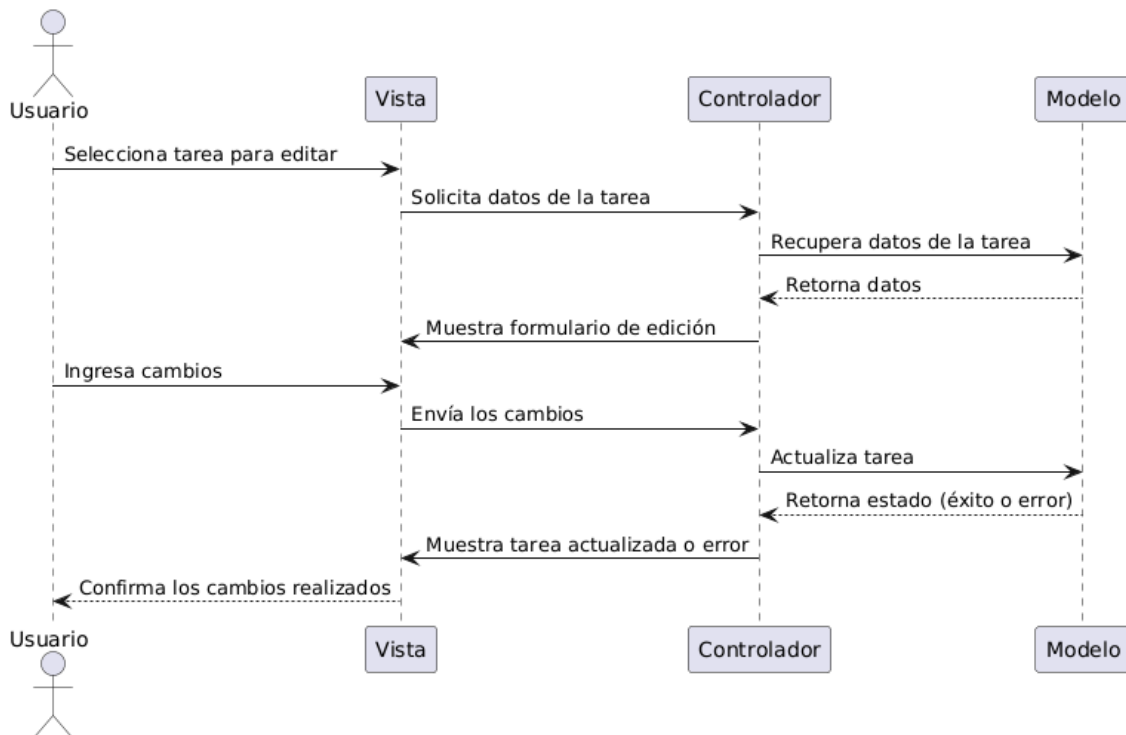 Usuario
Vista
Controlador
Modelo
Selecciona tarea para editar
Solicita datos de la tarea
Recupera datos de la tarea
Retorna datos
Muestra formulario de edición
Ingresa cambios
Envía los cambios
Actualiza tarea
Retorna estado (éxito o error)
Muestra tarea actualizada o error
Confirma los cambios realizados
Usuario
Vista
Controlador
Modelo